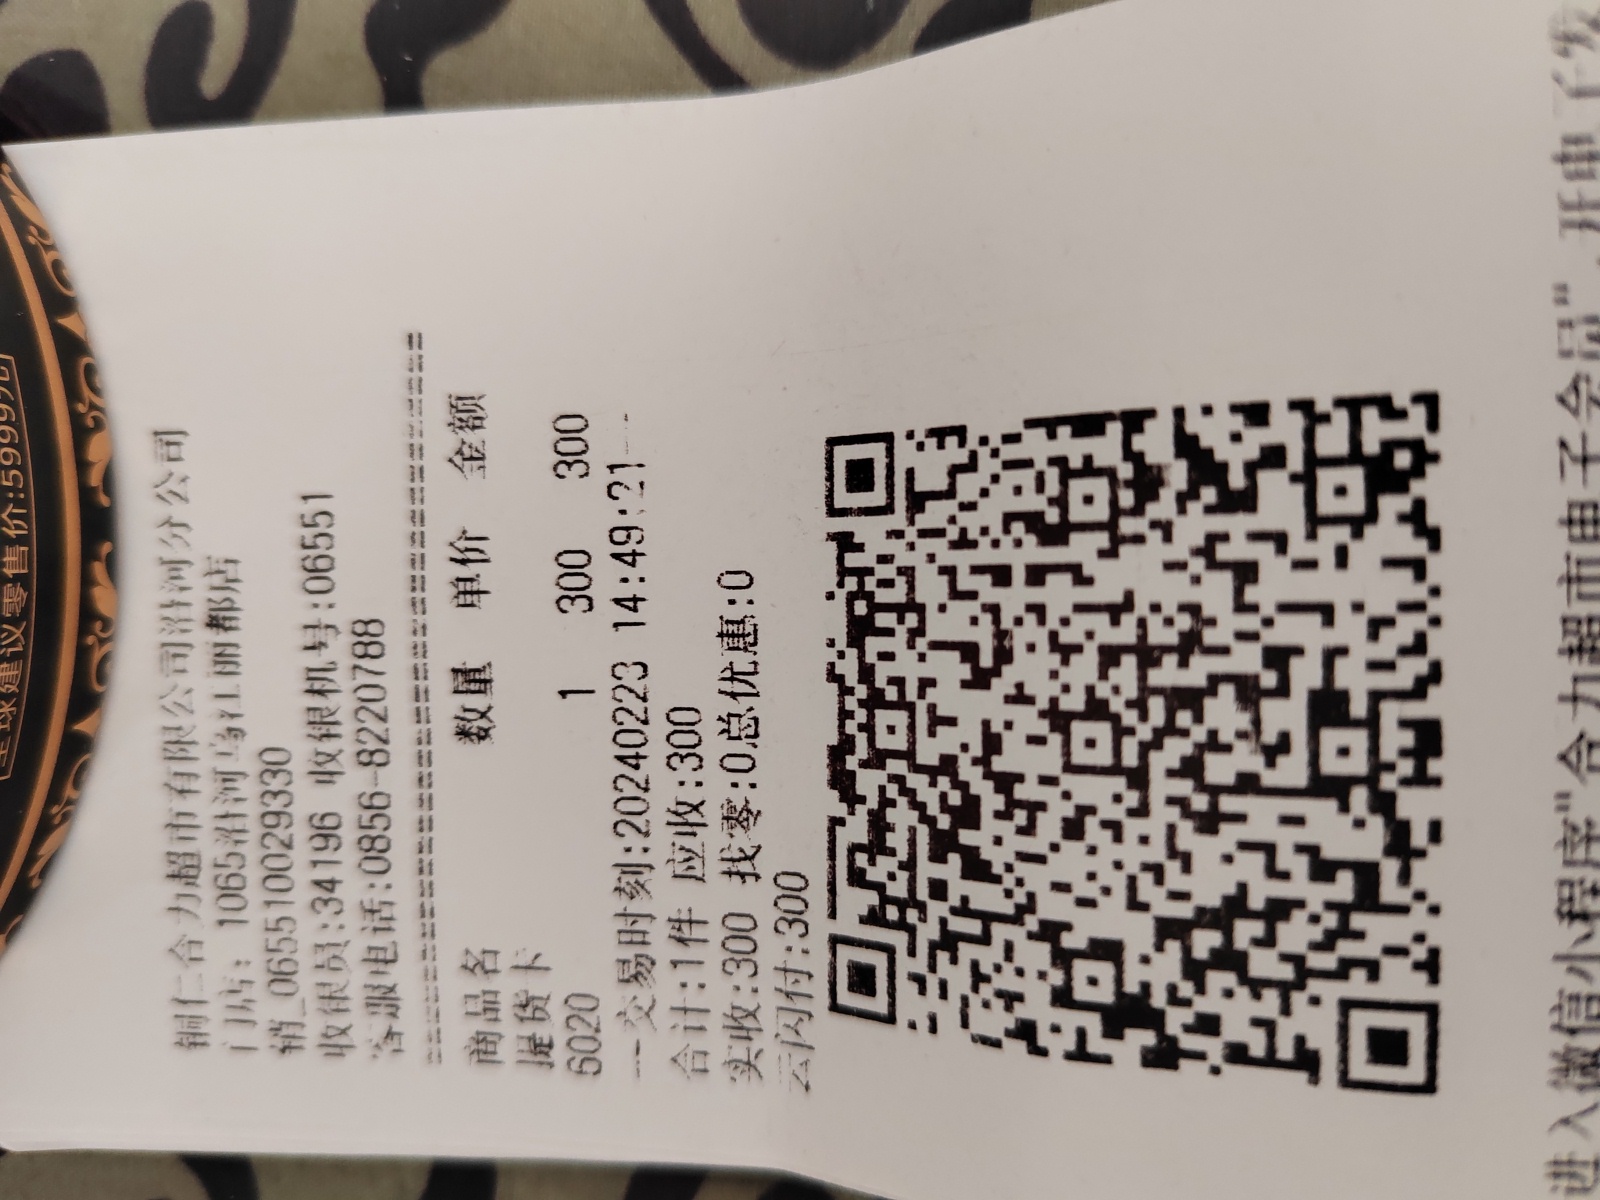 全球建议零售价:5999元
铜仁合力超市有限公司沿河分公司
门店: 1065沿河乌江丽都店
销_065510029330
收银员:34196 收银机号:06551
客服电话:0856-8220788
商品名 数量 单价 金额
提货卡
6020 1 300 300
--交易时刻:20240223 14:49:21--
合计:1件 应收:300
实收:300 找零:0总优惠:0
云闪付:300
进入微信小程序"合力超市电子会员",开电子发